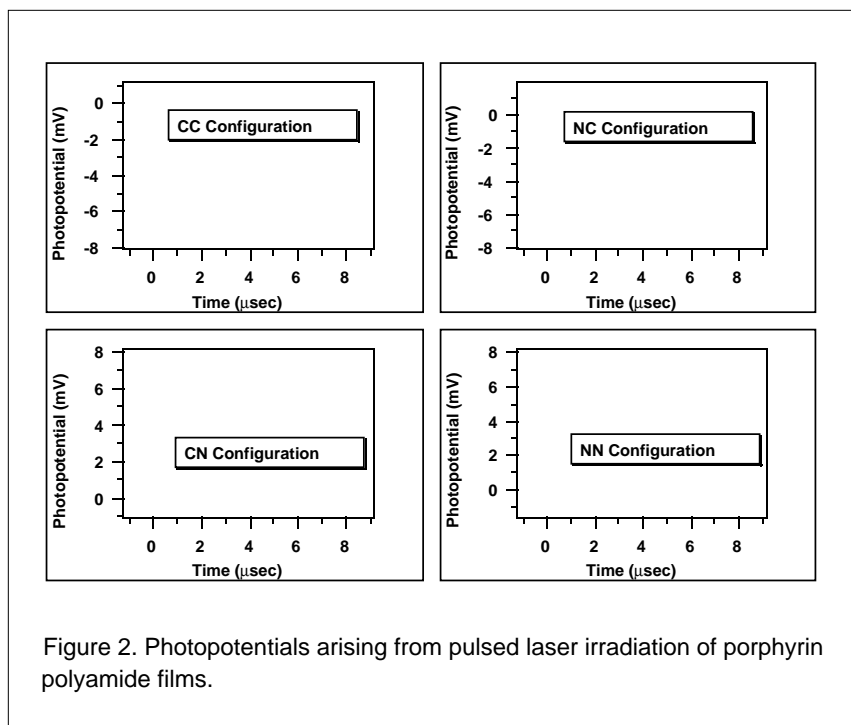 0
-2
-4
-6
-8
Photopotential (mV)
CC Configuration
0 2 4 6 8
Time (μsec)
0
-2
-4
-6
-8
Photopotential (mV)
NC Configuration
0 2 4 6 8
Time (μsec)
8
6
4
2
0
Photopotential (mV)
CN Configuration
0 2 4 6 8
Time (μsec)
8
6
4
2
0
Photopotential (mV)
NN Configuration
0 2 4 6 8
Time (μsec)
Figure 2. Photopotentials arising from pulsed laser irradiation of porphyrin
polyamide films.